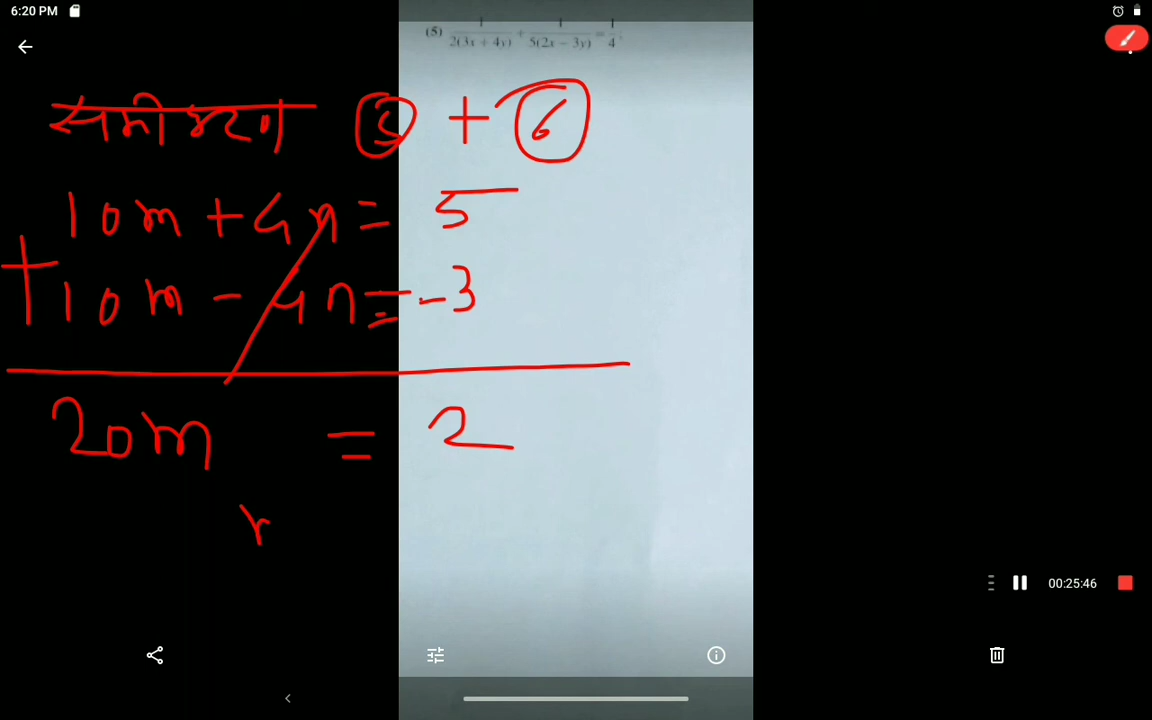 6:20 PM
(5) 1/2(3x + 4y) + 1/5(2x − 3y) = 1/4;
समीकरण 5 + 6
10m + 4n = 5
+ 10m − 4n = -3
20m = 2
00:25:46